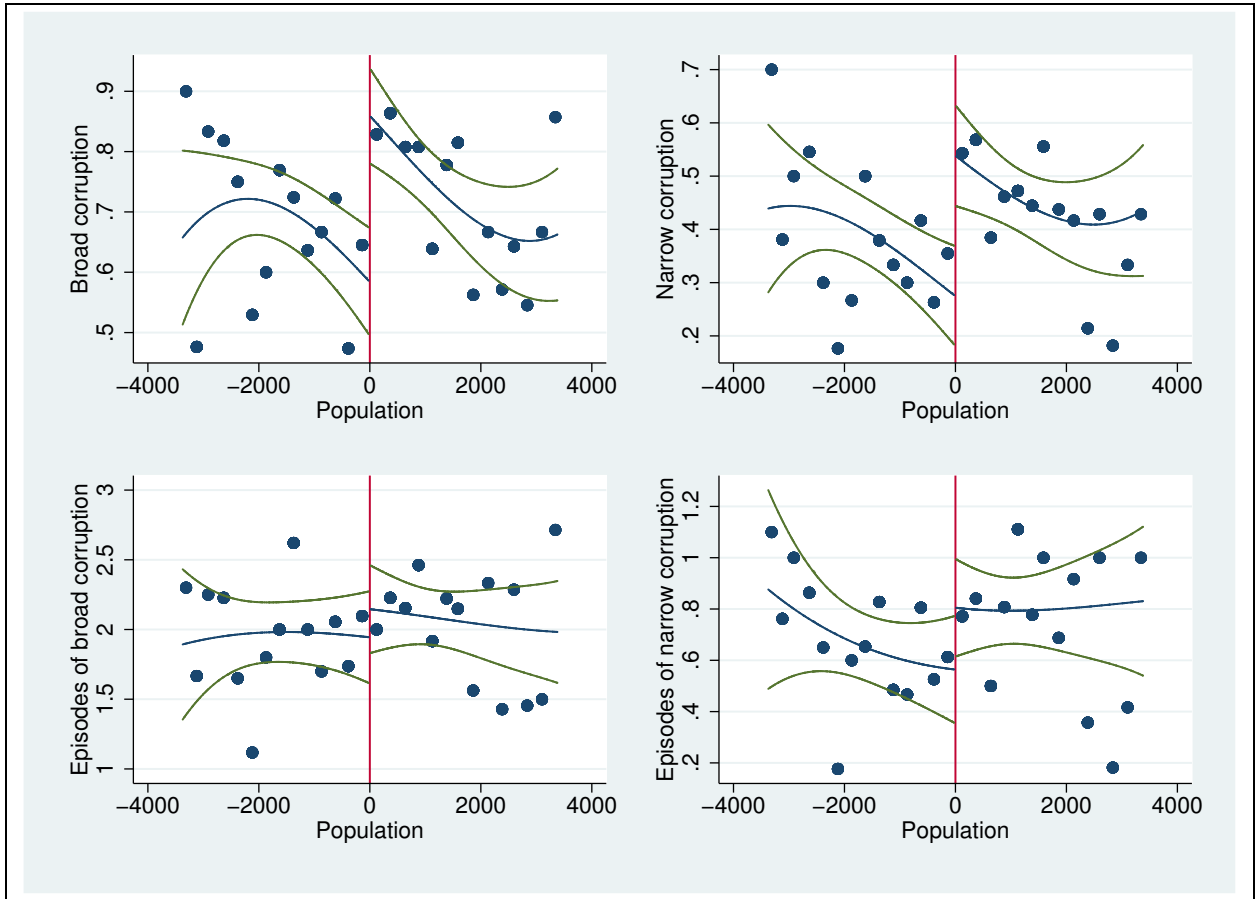 Broad corruption
.9
.8
.7
.6
.5
−4000 −2000 0 2000 4000
Population
Narrow corruption
.7
.6
.5
.4
.3
.2
−4000 −2000 0 2000 4000
Population
Episodes of broad corruption
3
2.5
2
1.5
1
−4000 −2000 0 2000 4000
Population
Episodes of narrow corruption
1.2
1
.8
.6
.4
.2
−4000 −2000 0 2000 4000
Population